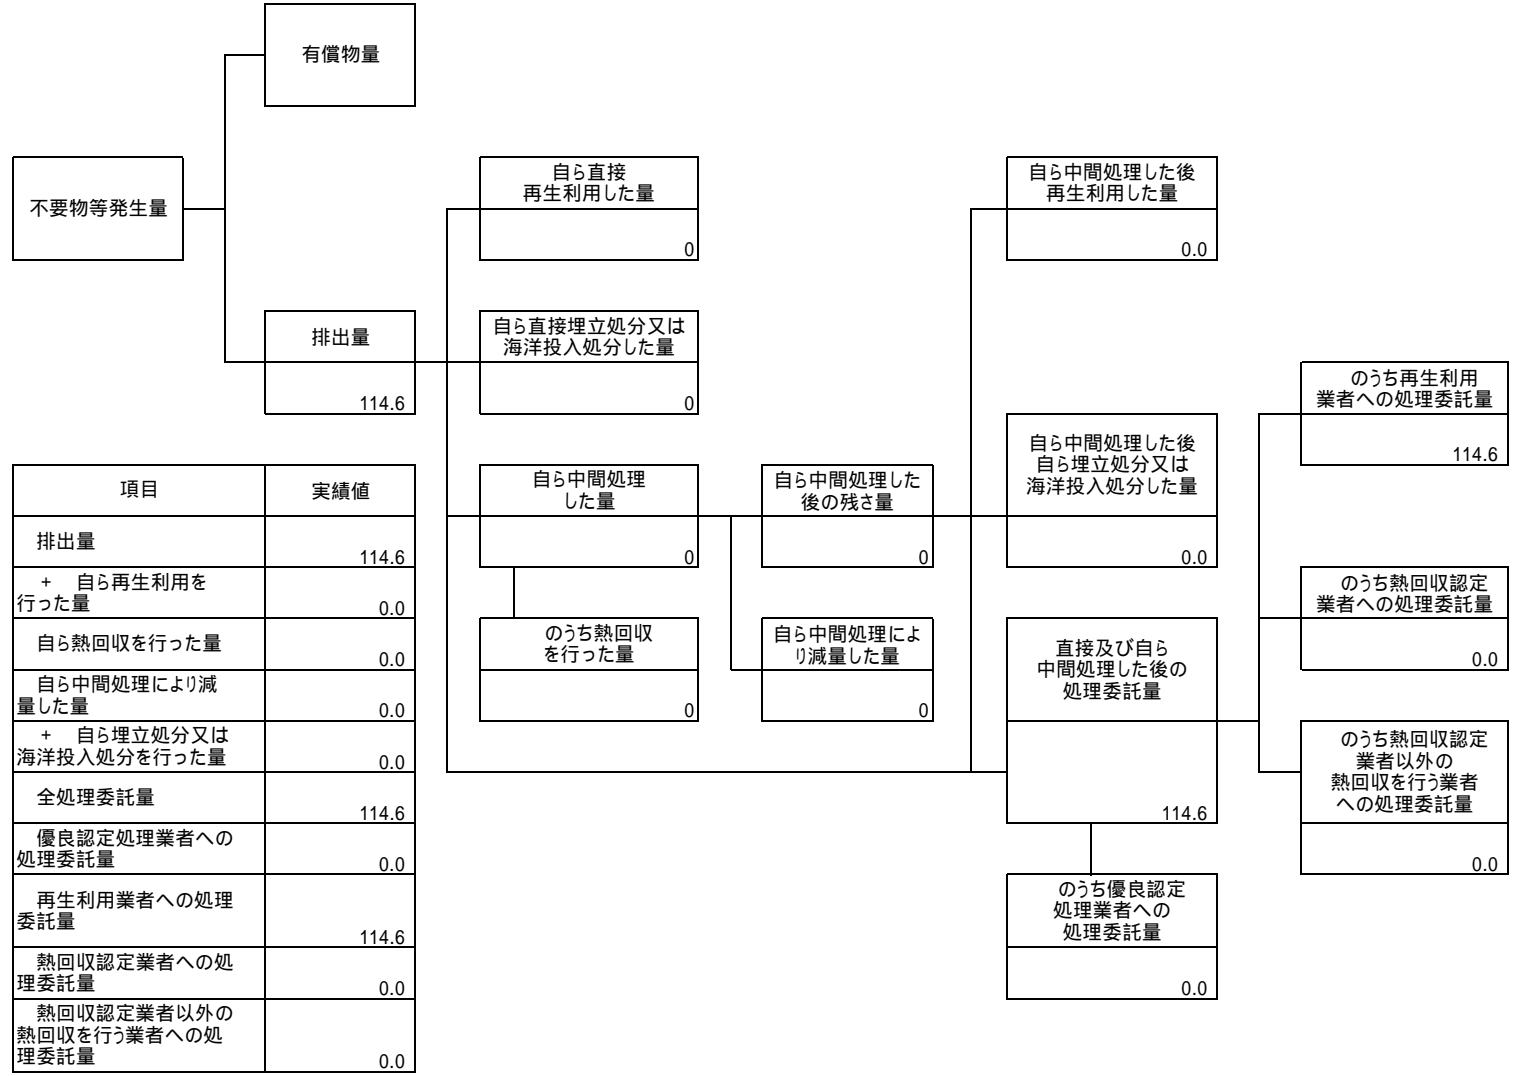 有償物量
不要物等発生量
自ら直接
再生利用した量
0
自ら中間処理した後
再生利用した量
0.0
排出量
114.6
自ら直接埋立処分又は
海洋投入処分した量
0
のうち再生利用
業者への処理委託量
114.6
自ら中間処理
した量
0
自ら中間処理した
後の残さ量
0
自ら中間処理した後
自ら埋立処分又は
海洋投入処分した量
0.0
のうち熱回収認定
業者への処理委託量
0.0
のうち熱回収
を行った量
0
自ら中間処理によ
り減量した量
0
直接及び自ら
中間処理した後の
処理委託量
114.6
のうち熱回収認定
業者以外の
熱回収を行う業者
への処理委託量
0.0
のうち優良認定
処理業者への
処理委託量
0.0
項目 実績値
排出量
114.6
+ 自ら再生利用を
行った量
0.0
自ら熱回収を行った量
0.0
自ら中間処理により減
量した量
0.0
+ 自ら埋立処分又は
海洋投入処分を行った量
0.0
全処理委託量
114.6
優良認定処理業者への
処理委託量
0.0
再生利用業者への処理
委託量
114.6
熱回収認定業者への処
理委託量
0.0
熱回収認定業者以外の
熱回収を行う業者への処
理委託量
0.0